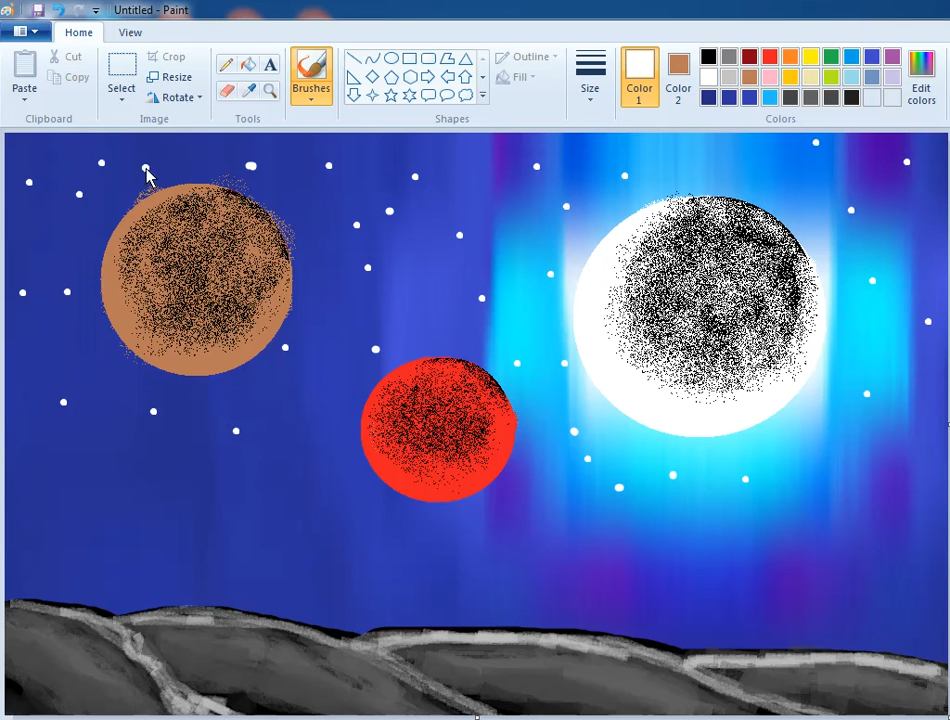 Untitled - Paint
Home View
Paste
Cut
Copy
Clipboard
Select
Crop
Resize
Rotate
Image
A
Tools
Brushes
Outline
Fill
Shapes
Size
Color 1
Color 2
Edit colors
Colors